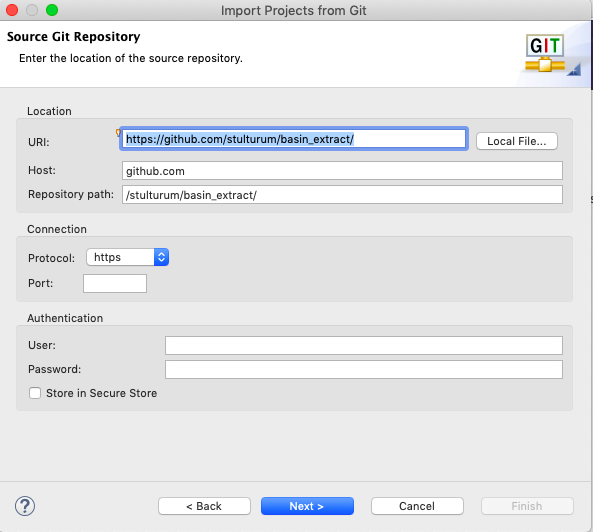 Import Projects from Git
Source Git Repository
Enter the location of the source repository.
GIT
Location
URI: https://github.com/stulturum/basin_extract/ Local File...
Host: github.com
Repository path: /stulturum/basin_extract/
Connection
Protocol: https
Port:
Authentication
User:
Password:
Store in Secure Store
? < Back Next > Cancel Finish